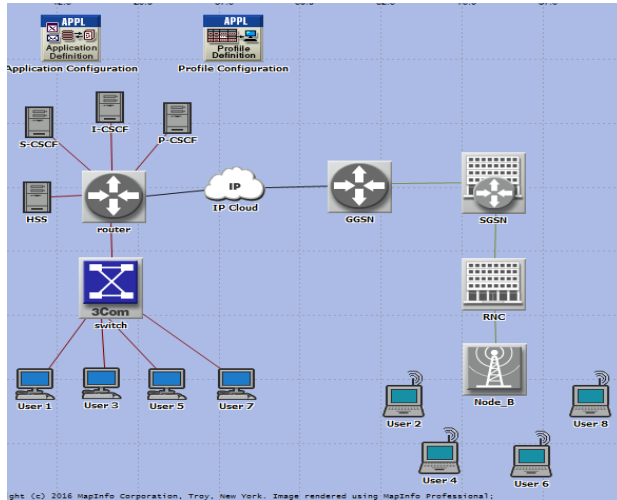 APPL
APPL
Application
Definition
Profile
Definition
Application Configuration
Profile Configuration
I-CSCF
S-CSCF
P-CSCF
HSS
router
IP
IP Cloud
GGSN
SGSN
3Com
switch
RNC
User 1
User 3
User 5
User 7
User 2
Node_B
User 8
User 4
User 6
ght (c) 2016 MapInfo Corporation, Troy, New York. Image rendered using MapInfo Professional;